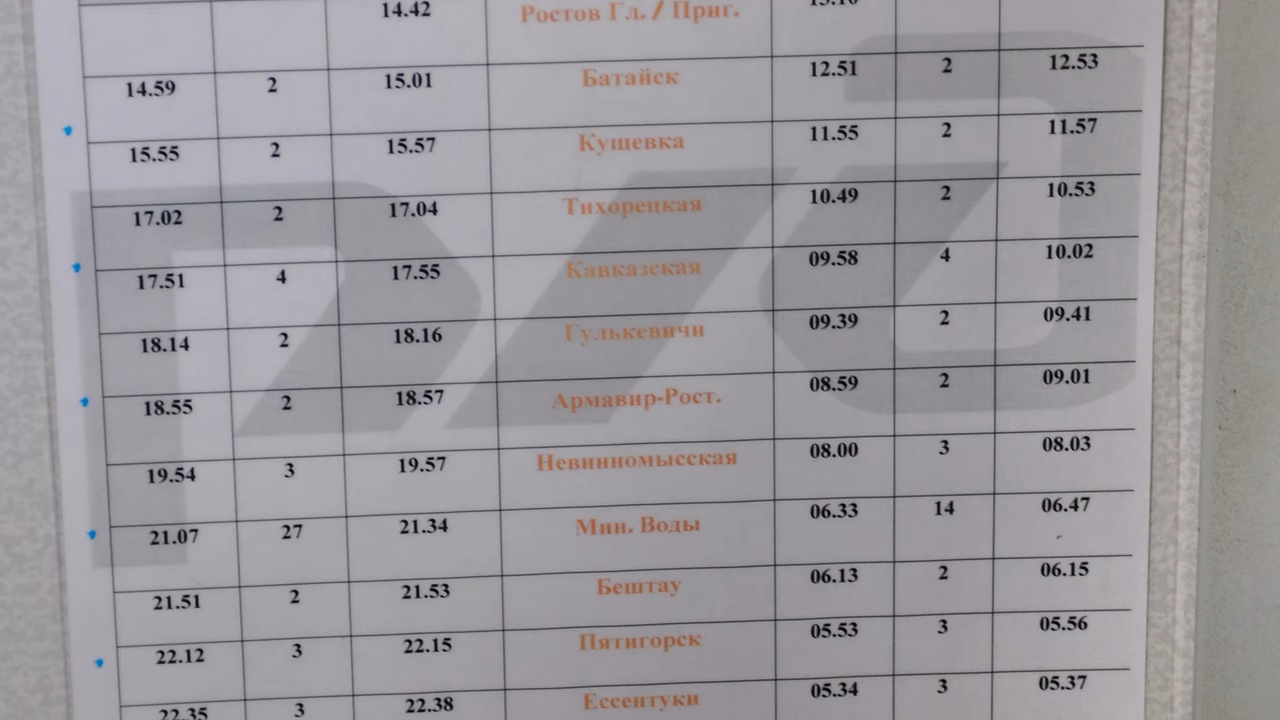 14.42 Ростов Гл. / Приг.
14.59 2 15.01 Батайск 12.51 2 12.53
15.55 2 15.57 Кущевка 11.55 2 11.57
17.02 2 17.04 Тихорецкая 10.49 2 10.53
17.51 4 17.55 Кавказская 09.58 4 10.02
18.14 2 18.16 Гулькевичи 09.39 2 09.41
18.55 2 18.57 Армавир-Рост. 08.59 2 09.01
19.54 3 19.57 Невинномысская 08.00 3 08.03
21.07 27 21.34 Мин. Воды 06.33 14 06.47
21.51 2 21.53 Бештау 06.13 2 06.15
22.12 3 22.15 Пятигорск 05.53 3 05.56
22.35 3 22.38 Ессентуки 05.34 3 05.37